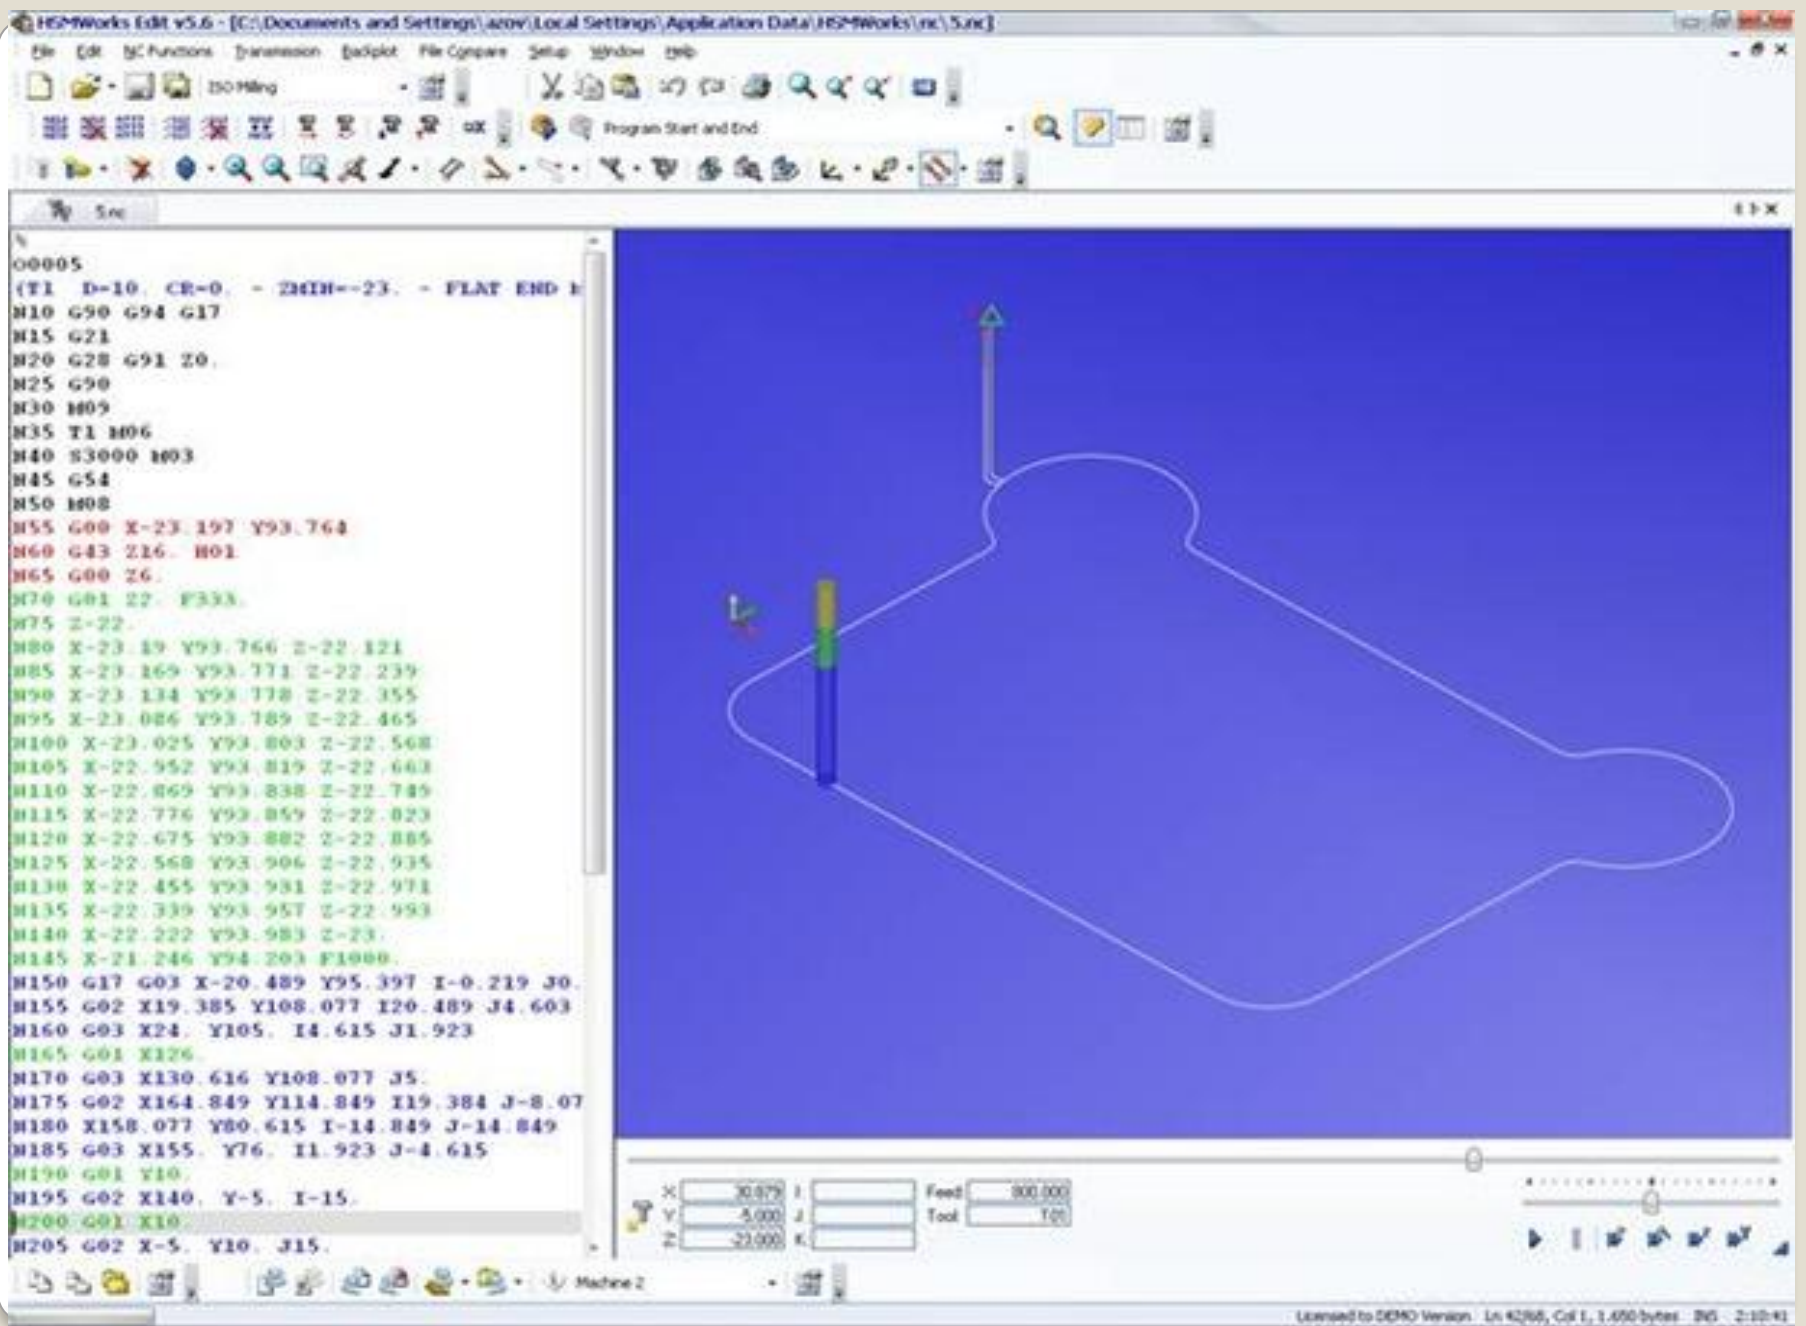 HSMWorks Edit v5.6 - [C:\Documents and Settings\azov\Local Settings\Application Data\HSMWorks\nc\5.nc]
File Edit NC Functions Transmission Backplot File Compare Setup Window Help
ISO Milling
Program Start and End
5.nc
%
O0005
(T1 D=10. CR=0. - ZMIN=-23. - FLAT END
N10 G90 G94 G17
N15 G21
N20 G28 G91 Z0.
N25 G90
N30 M09
N35 T1 M06
N40 S3000 M03
N45 G54
N50 M08
N55 G00 X-23.197 Y93.764
N60 G43 Z16. H01
N65 G00 Z6.
N70 G01 Z2. F333.
N75 Z-22.
N80 X-23.19 Y93.766 Z-22.121
N85 X-23.169 Y93.771 Z-22.239
N90 X-23.134 Y93.778 Z-22.355
N95 X-23.086 Y93.789 Z-22.465
N100 X-23.025 Y93.803 Z-22.568
N105 X-22.952 Y93.819 Z-22.663
N110 X-22.869 Y93.838 Z-22.749
N115 X-22.776 Y93.859 Z-22.823
N120 X-22.675 Y93.882 Z-22.885
N125 X-22.568 Y93.906 Z-22.935
N130 X-22.455 Y93.931 Z-22.971
N135 X-22.339 Y93.957 Z-22.993
N140 X-22.222 Y93.983 Z-23.
N145 X-21.246 Y94.203 F1000.
N150 G17 G03 X-20.489 Y95.397 I-0.219 J0.
N155 G02 X19.385 Y108.077 I20.489 J4.603
N160 G03 X24. Y105. I4.615 J1.923
N165 G01 X126.
N170 G03 X130.616 Y108.077 J5.
N175 G02 X164.849 Y114.849 I19.384 J-8.07
N180 X158.077 Y80.615 I-14.849 J-14.849
N185 G03 X155. Y76. I1.923 J-4.615
N190 G01 Y10.
N195 G02 X140. Y-5. I-15.
N200 G01 X10.
N205 G02 X-5. Y10. J15.
X 30.879 I Feed 800.000
Y -5.000 J Tool T01
Z -23.000 K
Machine 2
Licensed to DEMO Version Ln 42/68, Col 1, 1.650 bytes INS 2:10:41